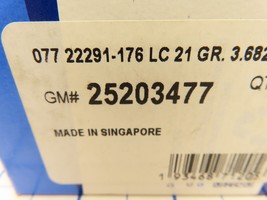 077 22291-176 LC 21 GR. 3.682
GM# 25203477
MADE IN SINGAPORE